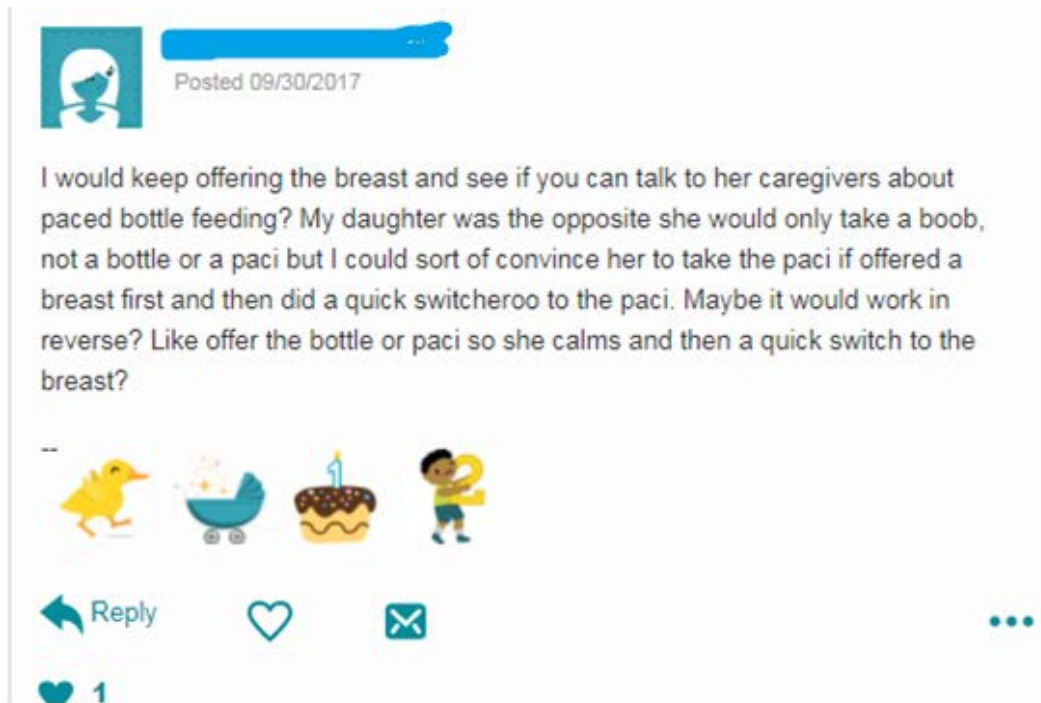 Posted 09/30/2017
I would keep offering the breast and see if you can talk to her caregivers about
paced bottle feeding? My daughter was the opposite she would only take a boob,
not a bottle or a paci but I could sort of convince her to take the paci if offered a
breast first and then did a quick switcheroo to the paci. Maybe it would work in
reverse? Like offer the bottle or paci so she calms and then a quick switch to the
breast?
--
1 2
Reply
1